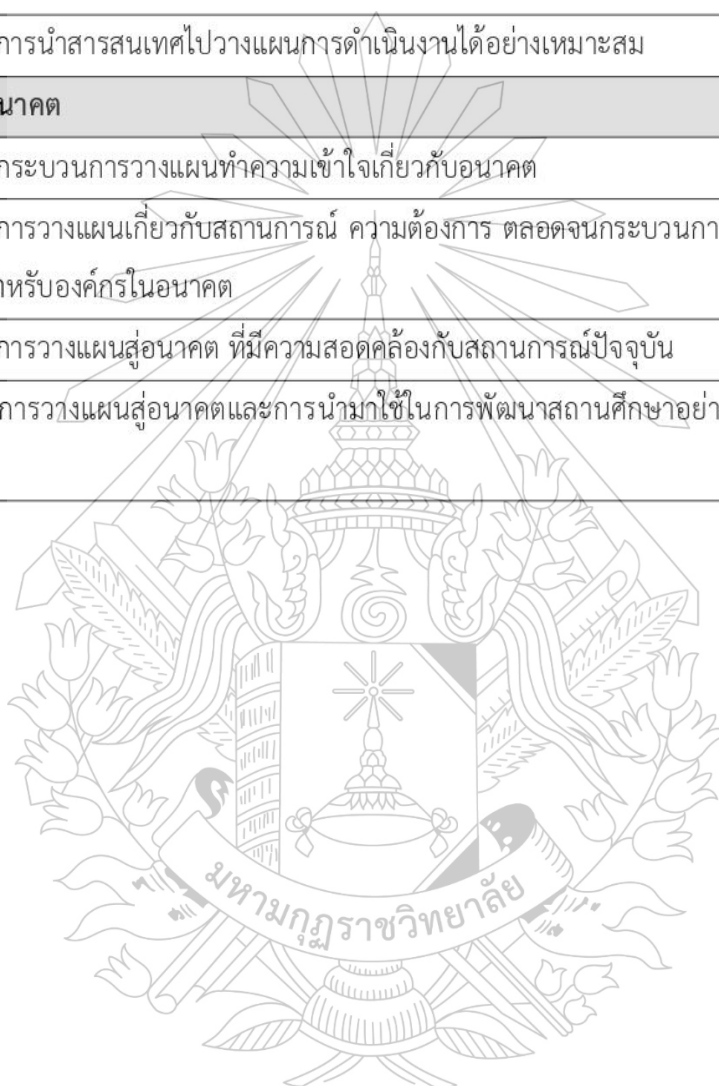 การนำสารสนเทศไปวางแผนการดำเนินงานได้อย่างเหมาะสม
นาคต
กระบวนการวางแผนทำความเข้าใจเกี่ยวกับอนาคต
การวางแผนเกี่ยวกับสถานการณ์ ความต้องการ ตลอดจนกระบวนกา
หรับองค์กรในอนาคต
การวางแผนสู่อนาคต ที่มีความสอดคล้องกับสถานการณ์ปัจจุบัน
การวางแผนสู่อนาคตและการนำมาใช้ในการพัฒนาสถานศึกษาอย่า
มหามกุฏราชวิทยาลัย